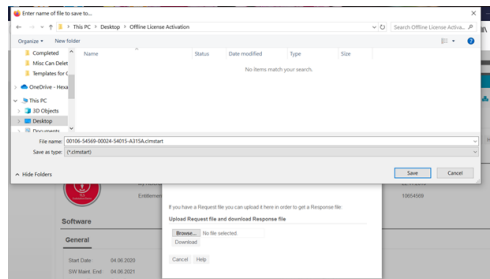 Enter name of file to save to...
This PC > Desktop > Offline License Activation
Search Offline License Activa...
Organize
New folder
Completed
Misc Can Delet
Templates for (
OneDrive - Hexa
This PC
3D Objects
Desktop
Documents
Name
Status
Date modified
Type
Size
No items match your search.
File name: 00106-54569-00024-54015-A315A.clmstart
Save as type: (*.clmstart)
Hide Folders
Save
Cancel
Entitlemen
If you have a Request file you can upload it here in order to get a Response file.
Upload Request file and download Response file
Browse... No file selected
Download
Cancel Help
Software
General
Start Date: 04.06.2020
SW Maint. End: 04.06.2021